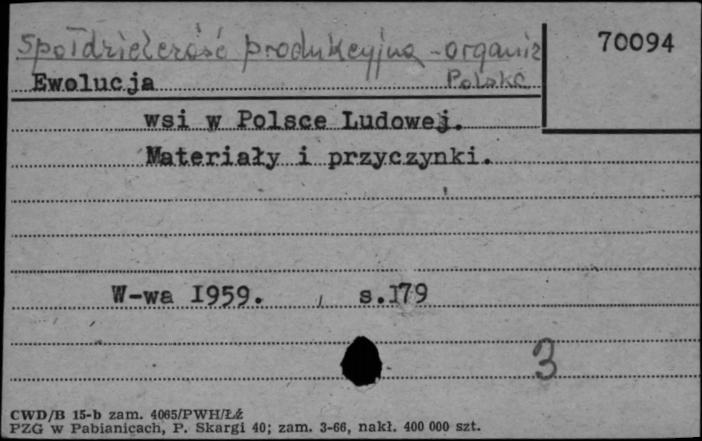 Spółdzielczość produkcyjna - organiz
70094
Polska
Ewolucja
wsi w Polsce Ludowej.
Materiały i przyczynki.
W-wa 1959. , s.179
3
CWD/B 15-b zam. 4065/PWH/Łź
PZG w Pabianicach, P. Skargi 40; zam. 3-66, nakł. 400 000 szt.